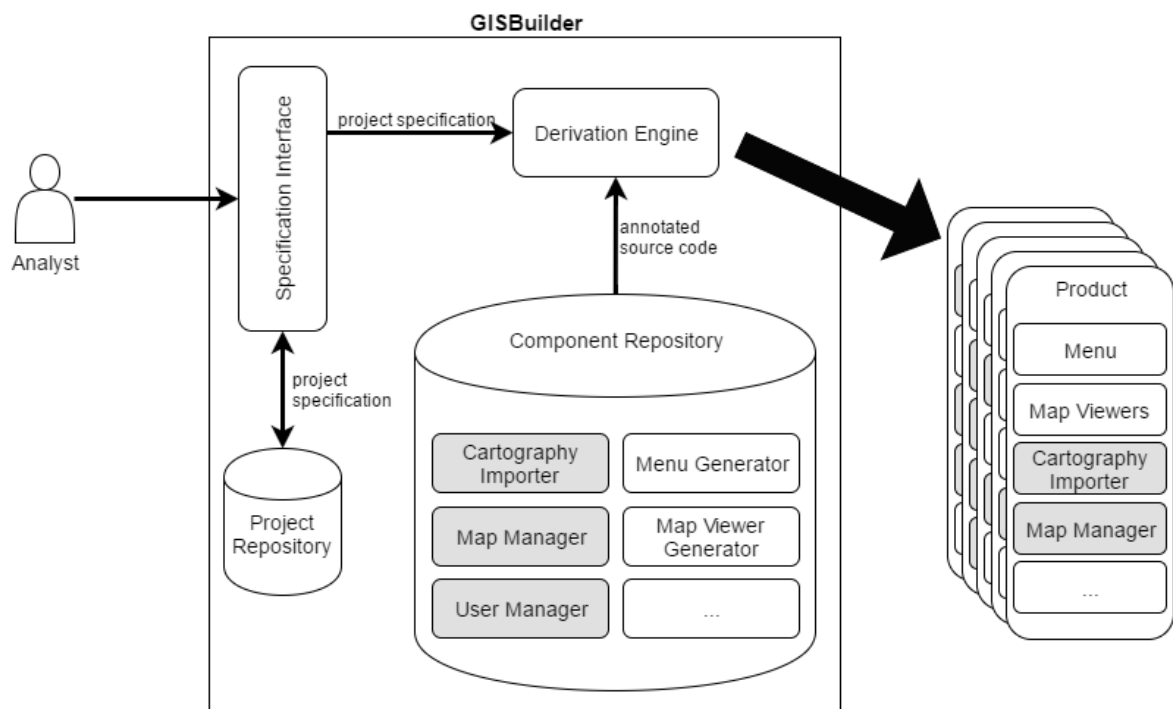 GISBuilder
Specification Interface
project specification
Derivation Engine
Analyst
annotated
source code
project
specification
Project
Repository
Component Repository
Cartography
Importer
Menu Generator
Map Manager
Map Viewer
Generator
User Manager
...
Product
Menu
Map Viewers
Cartography
Importer
Map Manager
...